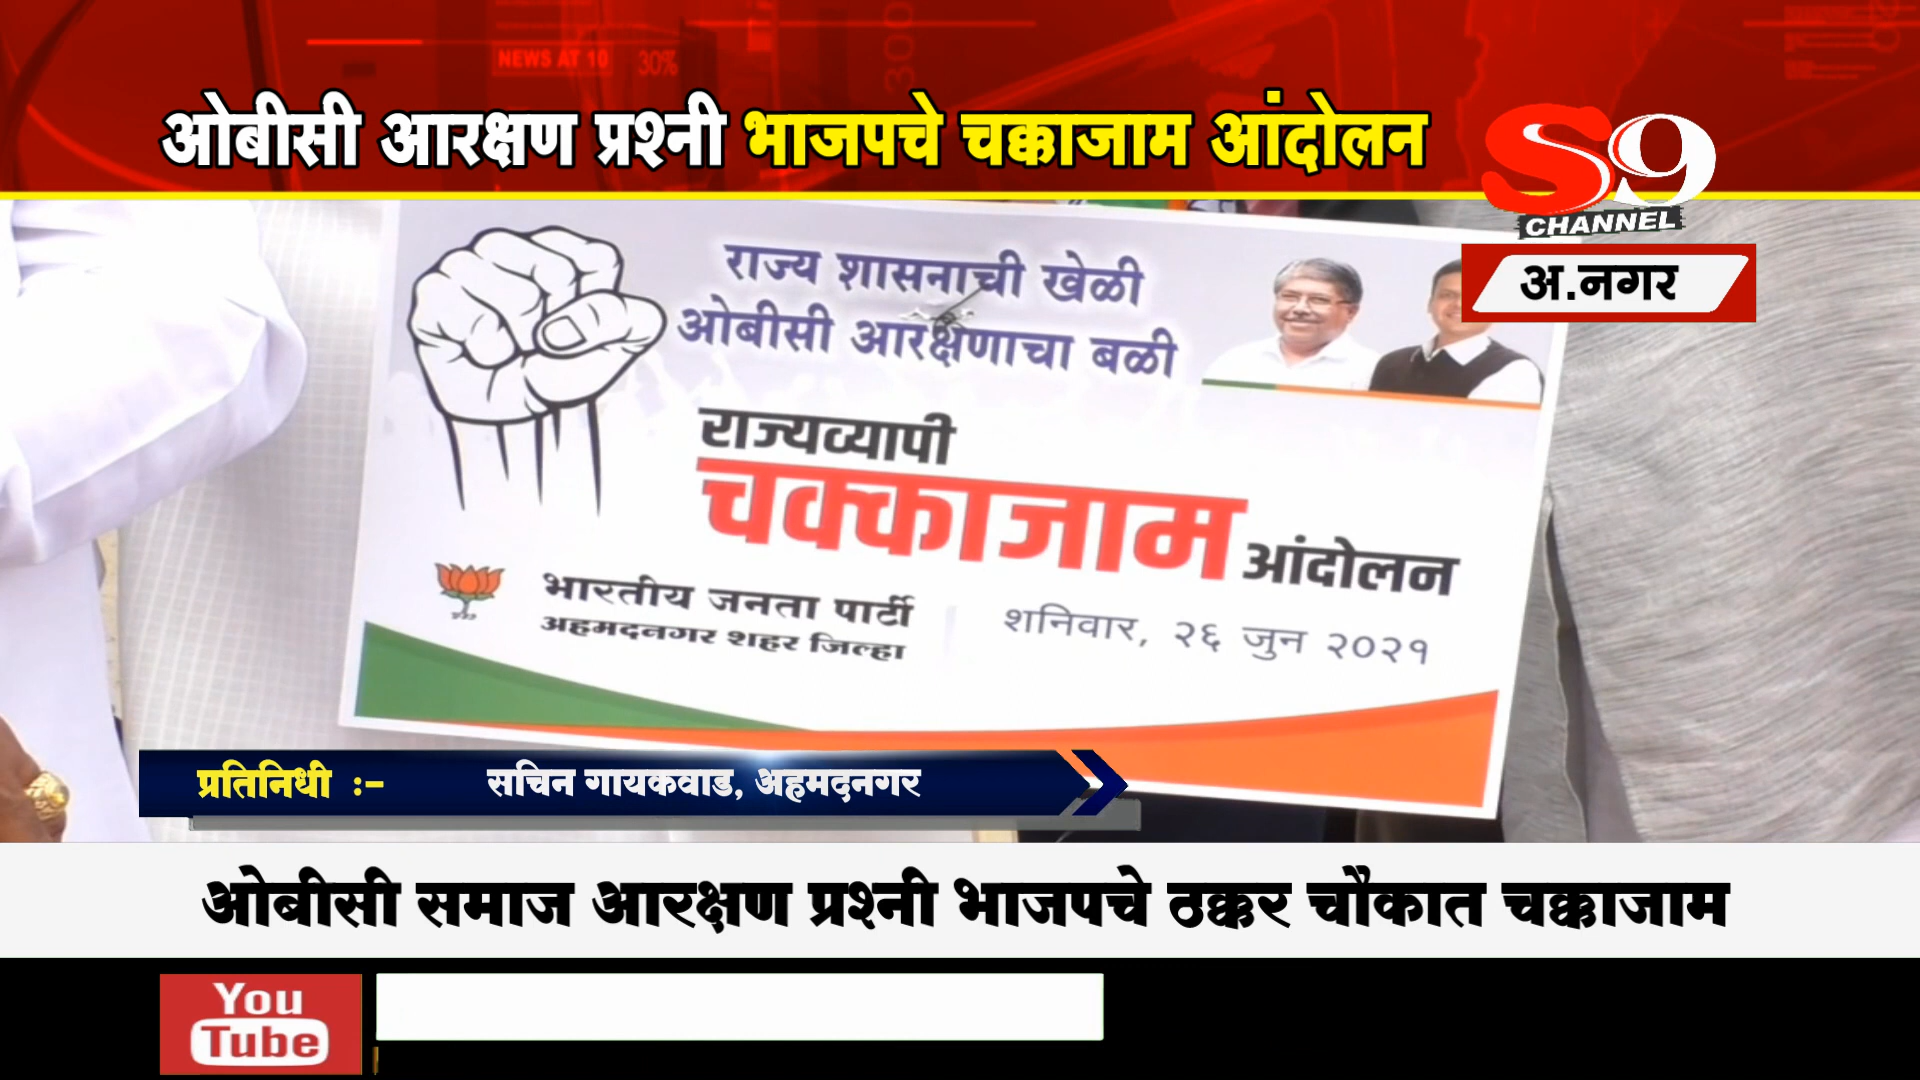 NEWS AT 10
30%
300
ओबीसी आरक्षण प्रश्नी भाजपचे चक्काजाम आंदोलन
S9
CHANNEL
अ.नगर
राज्य शासनाची खेळी
ओबीसी आरक्षणाचा बळी
राज्यव्यापी
चक्काजाम
आंदोलन
भारतीय जनता पार्टी
अहमदनगर शहर जिल्हा
शनिवार, २६ जुन २०२१
प्रतिनिधी :- सचिन गायकवाड, अहमदनगर
ओबीसी समाज आरक्षण प्रश्नी भाजपचे ठक्कर चौकात चक्काजाम
You
Tube